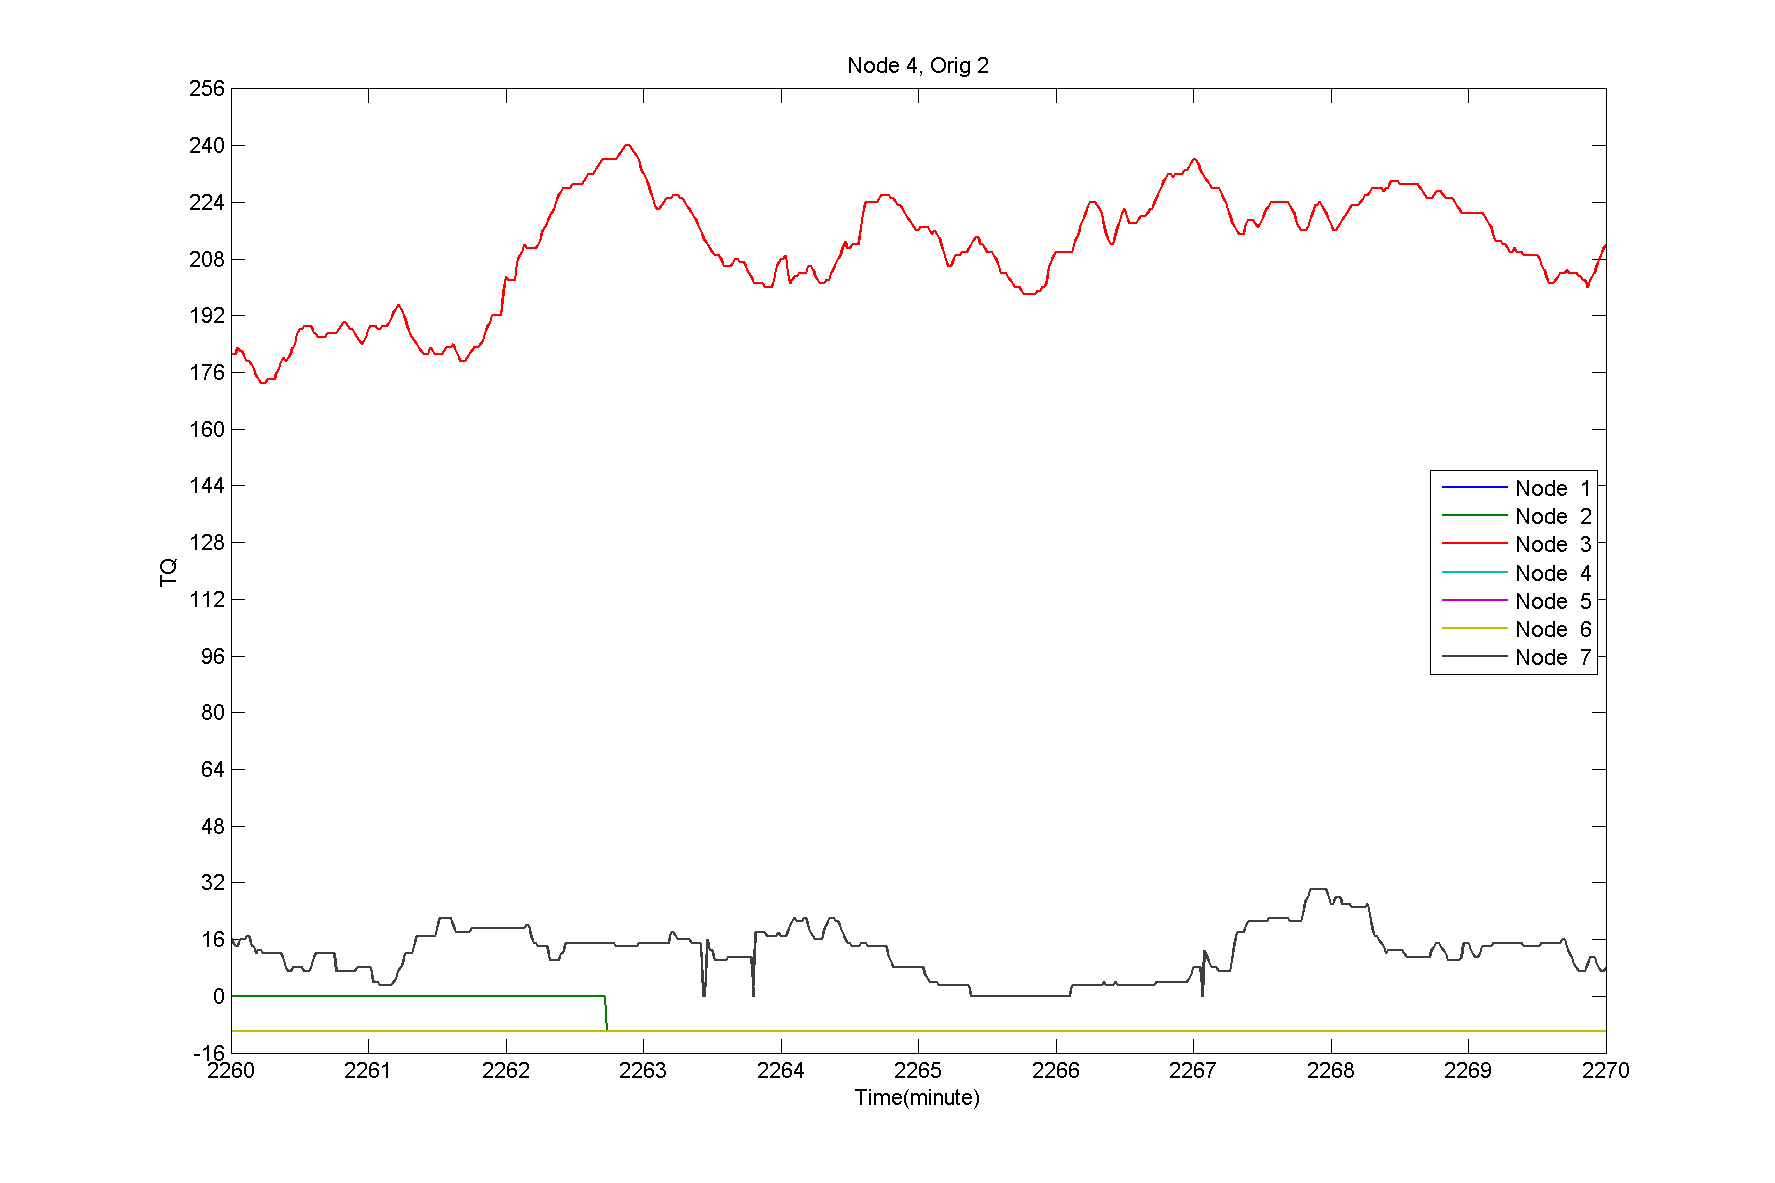 Node 4, Orig 2
256
240
224
208
192
176
160
144
128
112
96
80
64
48
32
16
0
-16
TQ
Node 1
Node 2
Node 3
Node 4
Node 5
Node 6
Node 7
2260 2261 2262 2263 2264 2265 2266 2267 2268 2269 2270
Time(minute)